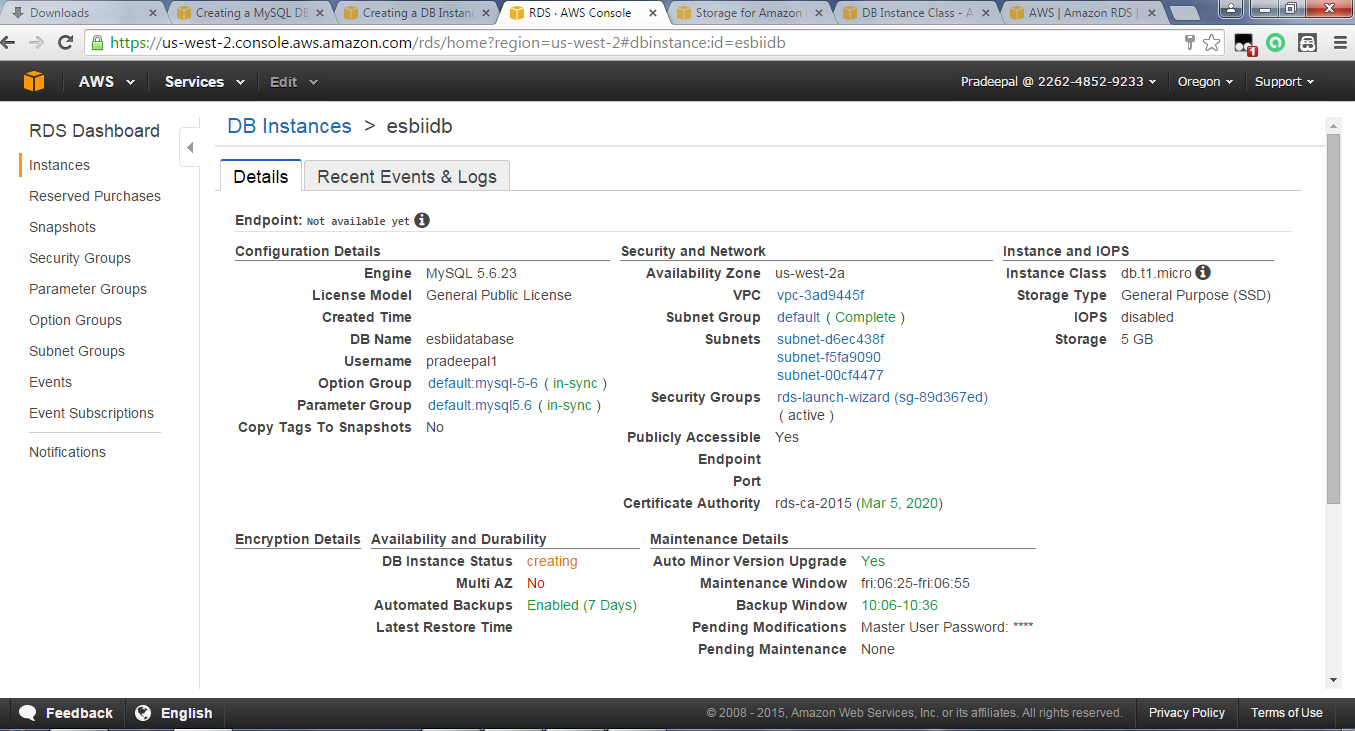 Downloads
Creating a MySQL DB
Creating a DB Instanc
RDS · AWS Console
Storage for Amazon
DB Instance Class - A
AWS | Amazon RDS |
https://us-west-2.console.aws.amazon.com/rds/home?region=us-west-2#dbinstance:id=esbiidb
1
AWS Services Edit Pradeepal @ 2262-4852-9233 Oregon Support
RDS Dashboard
Instances
Reserved Purchases
Snapshots
Security Groups
Parameter Groups
Option Groups
Subnet Groups
Events
Event Subscriptions
Notifications
DB Instances > esbiidb
Details Recent Events & Logs
Endpoint: Not available yet
Configuration Details
Engine MySQL 5.6.23
License Model General Public License
Created Time
DB Name esbiidatabase
Username pradeepal1
Option Group default:mysql-5-6 ( in-sync )
Parameter Group default.mysql5.6 ( in-sync )
Copy Tags To Snapshots No
Security and Network
Availability Zone us-west-2a
VPC vpc-3ad9445f
Subnet Group default ( Complete )
Subnets subnet-d6ec438f
subnet-f5fa9090
subnet-00cf4477
Security Groups rds-launch-wizard (sg-89d367ed)
( active )
Publicly Accessible Yes
Endpoint
Port
Certificate Authority rds-ca-2015 (Mar 5, 2020)
Instance and IOPS
Instance Class db.t1.micro
Storage Type General Purpose (SSD)
IOPS disabled
Storage 5 GB
Encryption Details
Availability and Durability
DB Instance Status creating
Multi AZ No
Automated Backups Enabled (7 Days)
Latest Restore Time
Maintenance Details
Auto Minor Version Upgrade Yes
Maintenance Window fri:06:25-fri:06:55
Backup Window 10:06-10:36
Pending Modifications Master User Password: ****
Pending Maintenance None
Feedback English © 2008 - 2015, Amazon Web Services, Inc. or its affiliates. All rights reserved. Privacy Policy Terms of Use